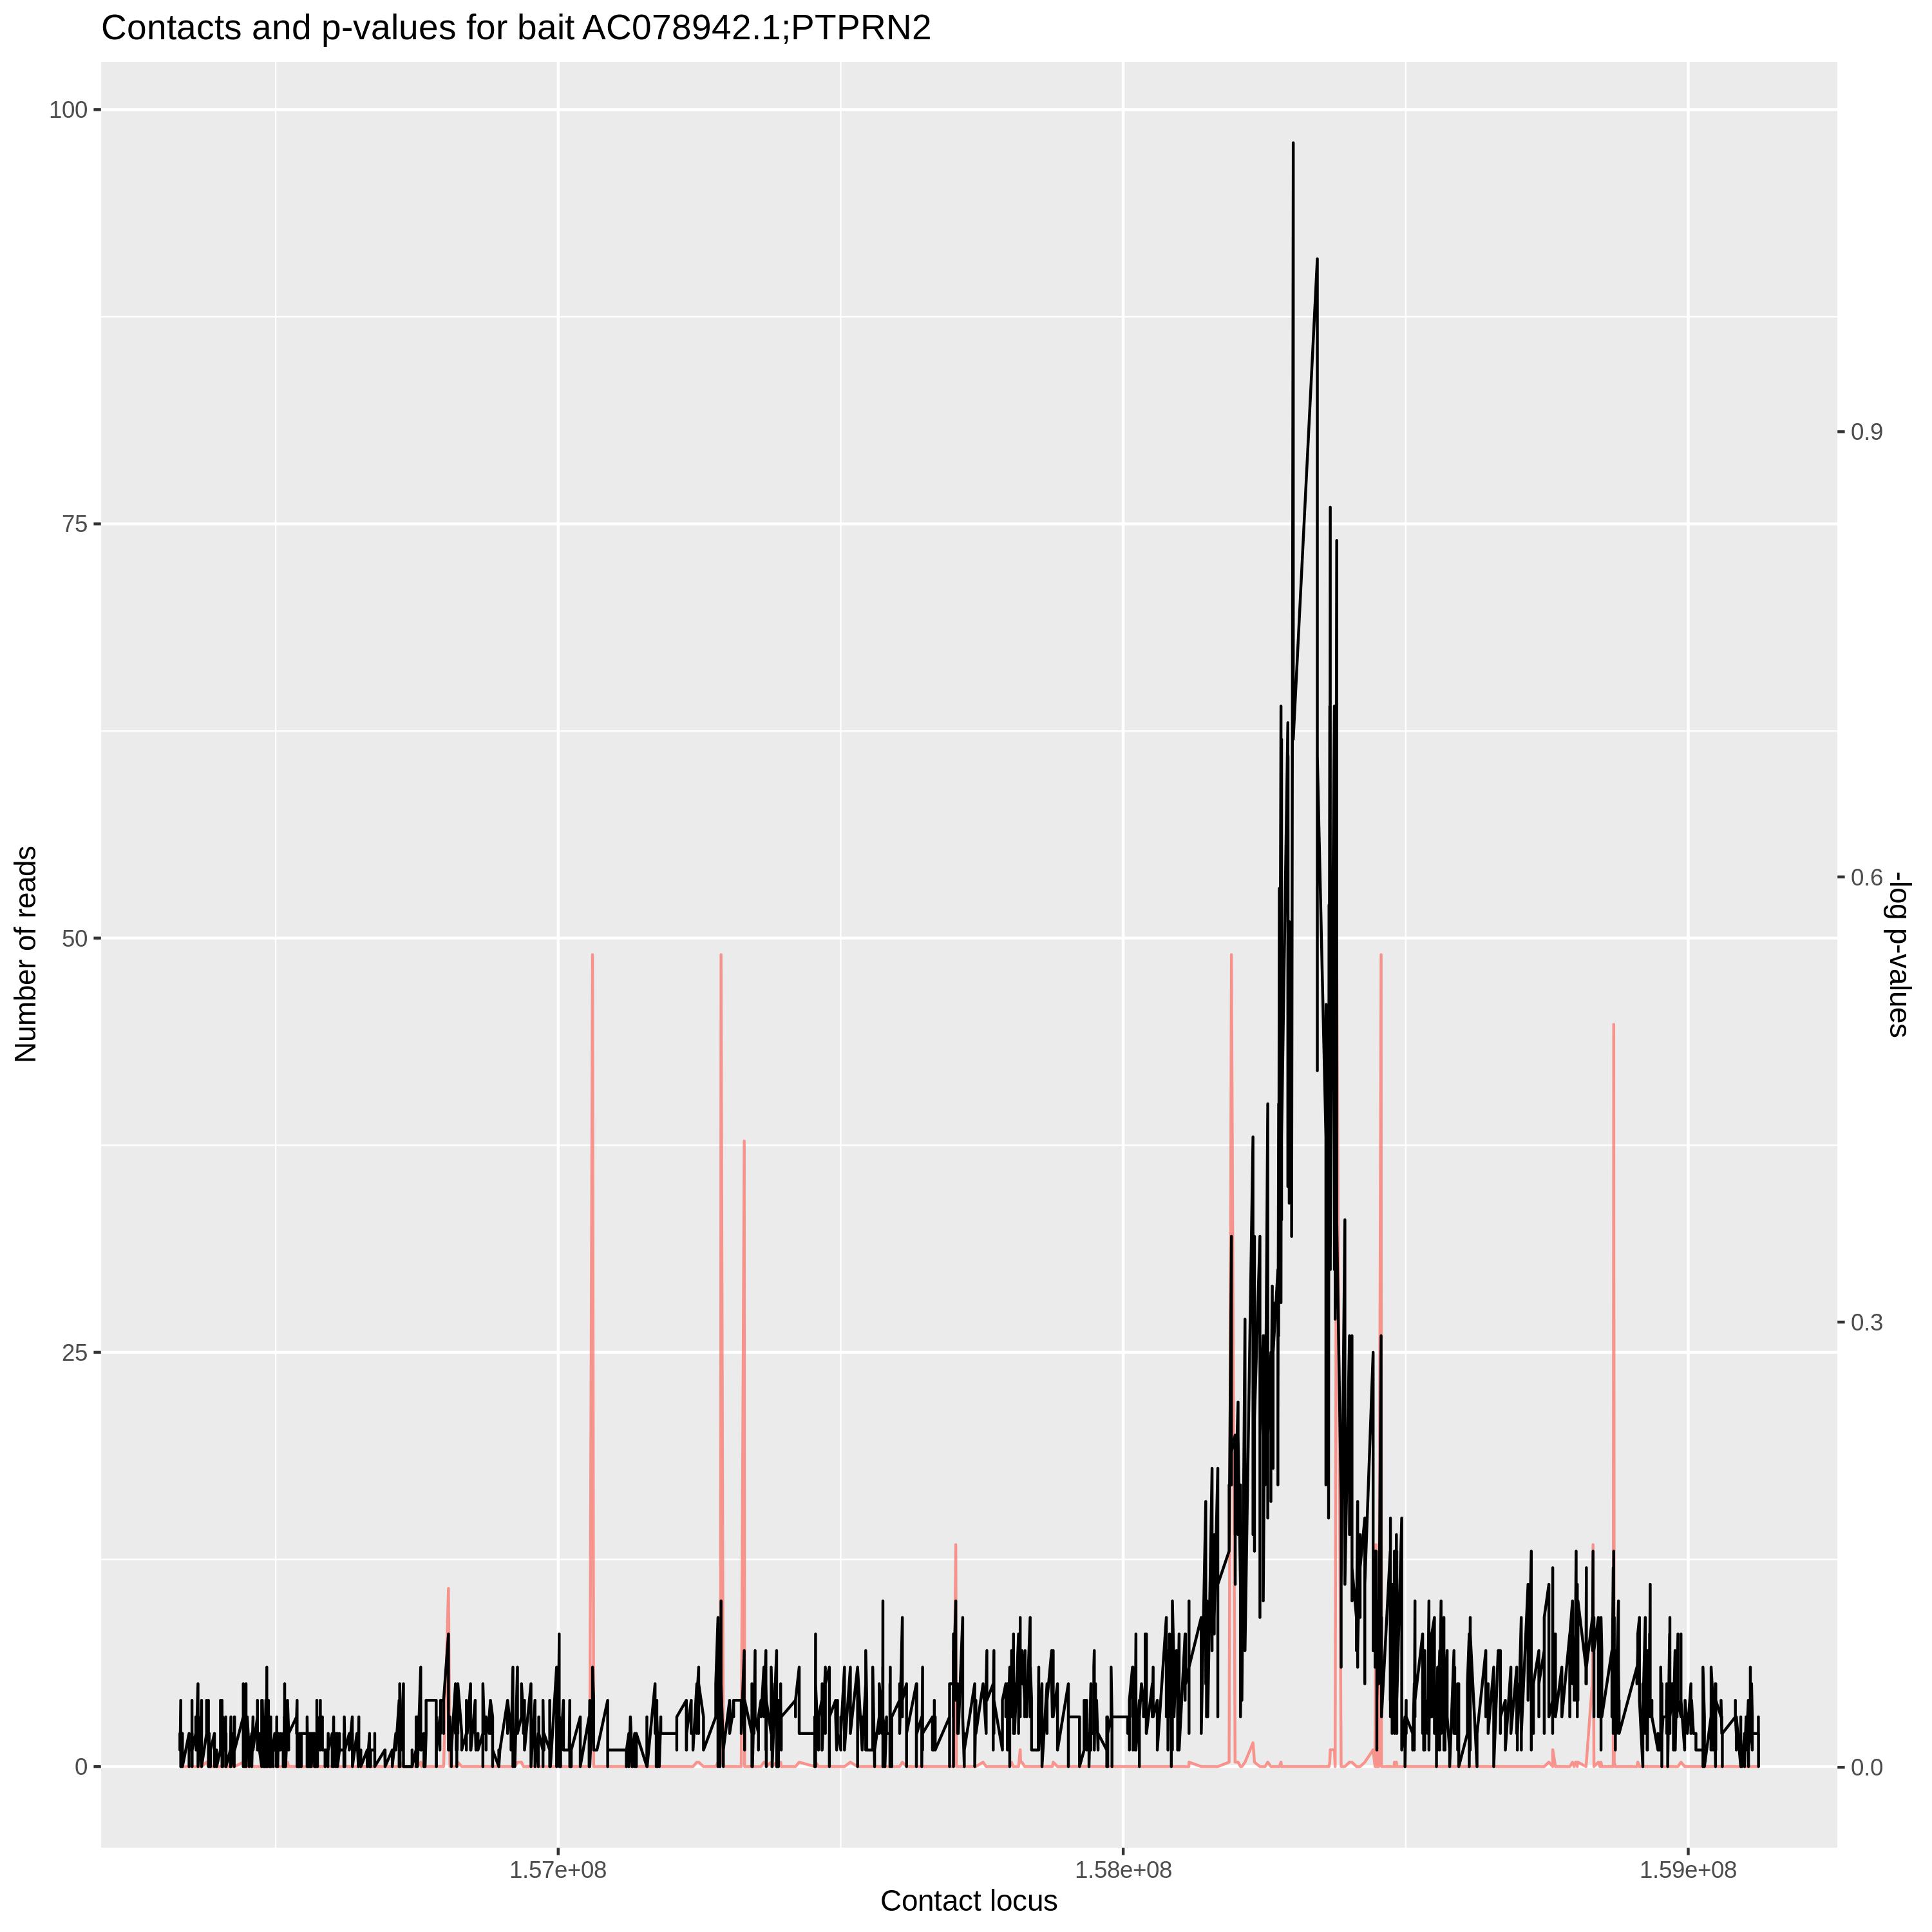 Contacts and p-values for bait AC078942.1;PTPRN2
100
75
50
25
0
Number of reads
0.9
0.6
0.3
0.0
-log p-values
1.57e+08
1.58e+08
1.59e+08
Contact locus